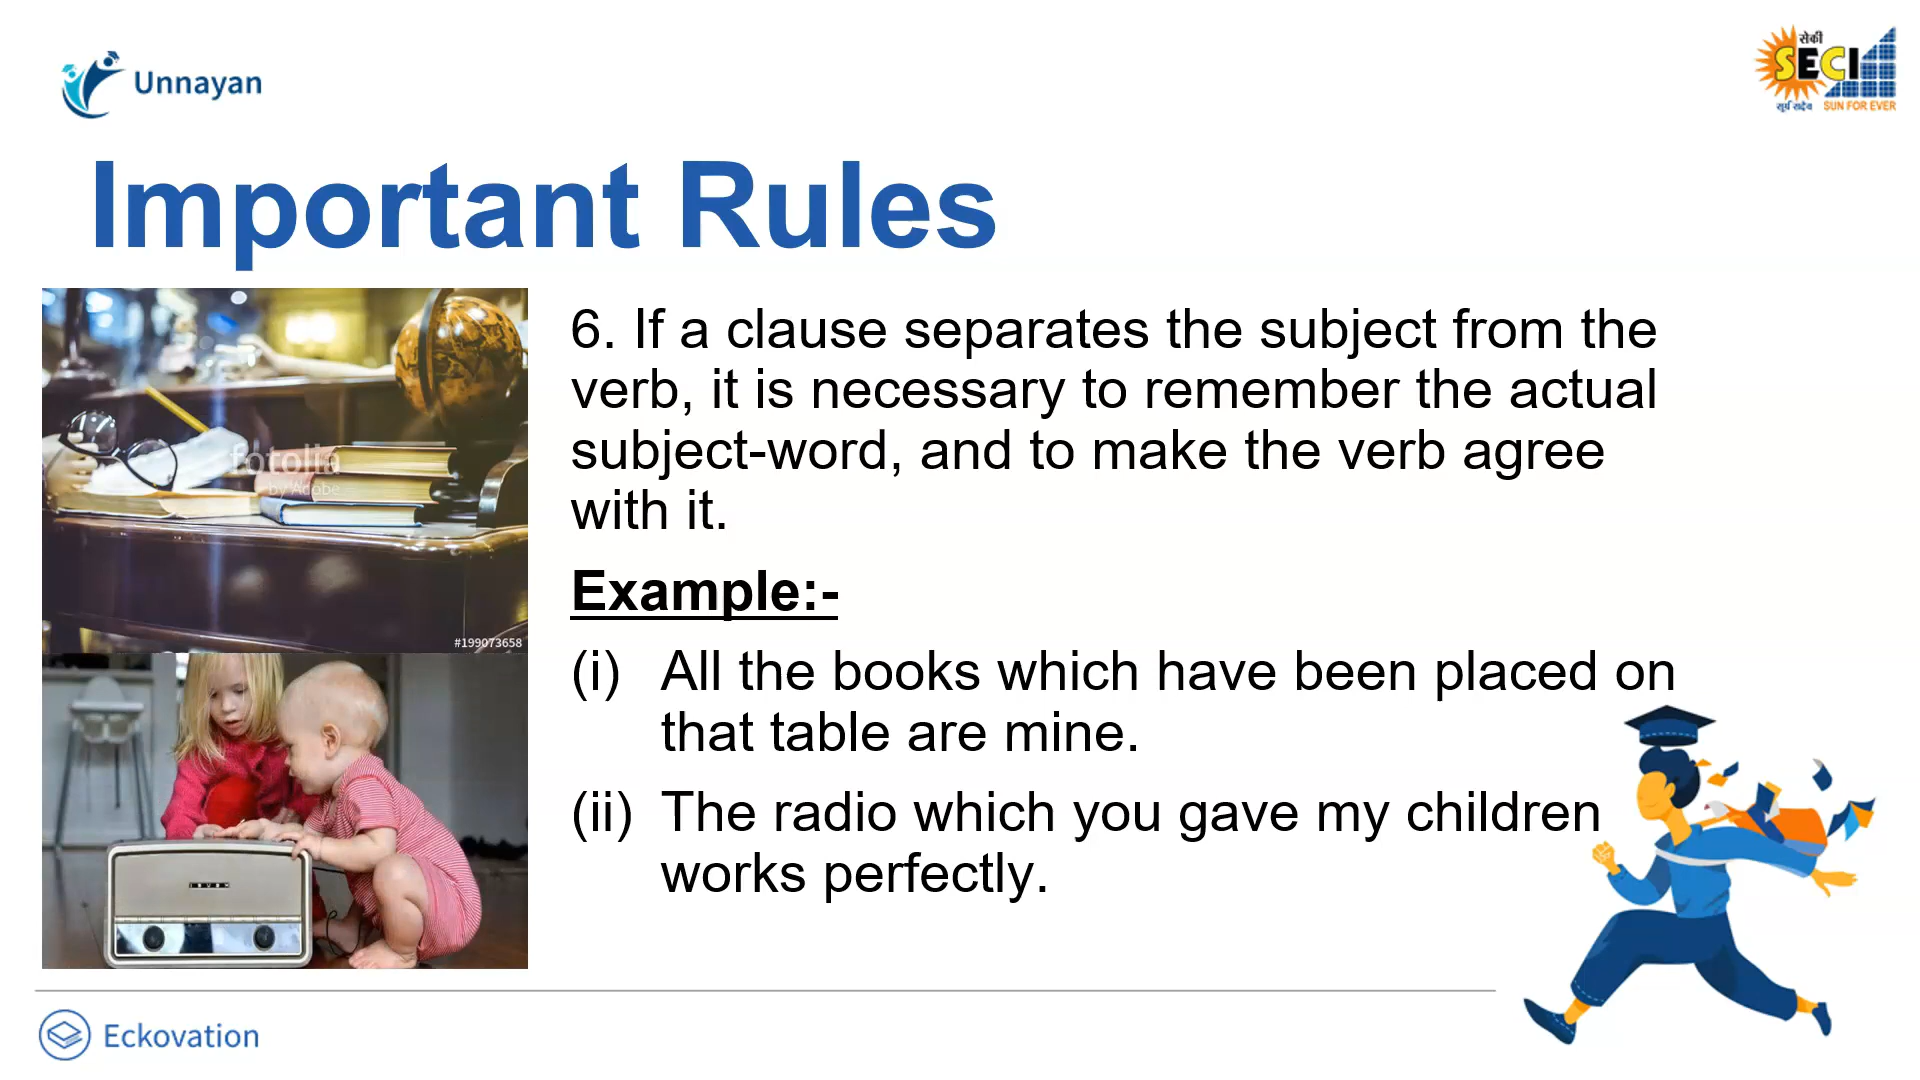 Unnayan
सेकी
SECI
सूर्य सदैव SUN FOR EVER
Important Rules
fotolia
by Adobe
#199073658
6. If a clause separates the subject from the
verb, it is necessary to remember the actual
subject-word, and to make the verb agree
with it.
Example:-
(i) All the books which have been placed on
that table are mine.
(ii) The radio which you gave my children
works perfectly.
Eckovation